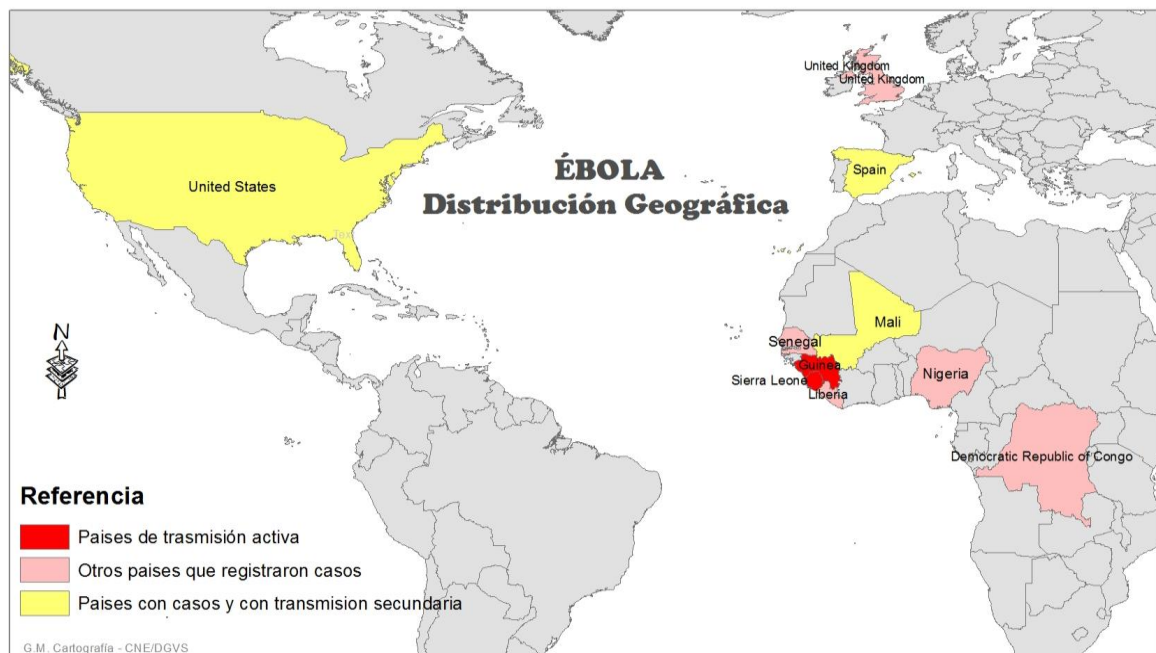 United Kingdom
United Kingdom
Spain
United States
ÉBOLA
Distribución Geográfica
Tex
N
Mali
Senegal
Guinea
Sierra Leone
Liberia
Nigeria
Democratic Republic of Congo
Referencia
Paises de trasmisión activa
Otros paises que registraron casos
Paises con casos y con transmision secundaria
G.M. Cartografía - CNE/DGVS